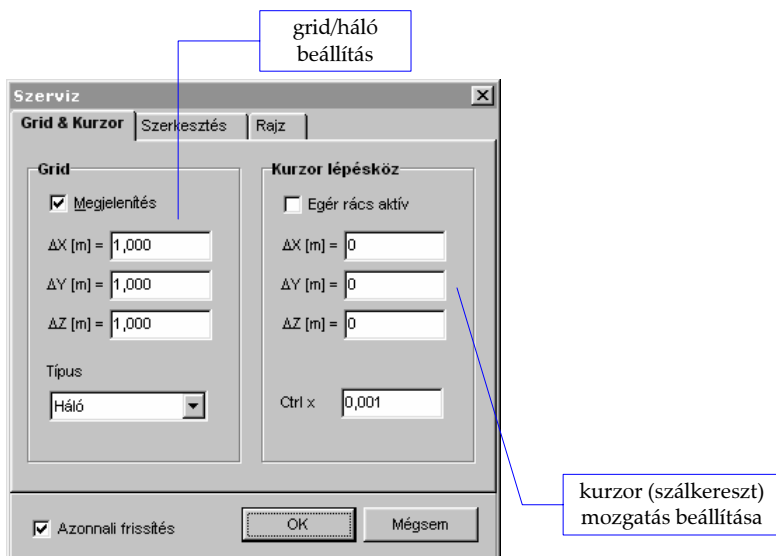 grid/háló
beállítás
Szerviz
Grid & Kurzor Szerkesztés Rajz
Grid
Megjelenítés
ΔX [m] = 1,000
ΔY [m] = 1,000
ΔZ [m] = 1,000
Típus
Háló
Kurzor lépésköz
Egér rács aktív
ΔX [m] = 0
ΔY [m] = 0
ΔZ [m] = 0
Ctrl x 0,001
kurzor (szálkereszt)
mozgatás beállítása
Azonnali frissítés OK Mégsem